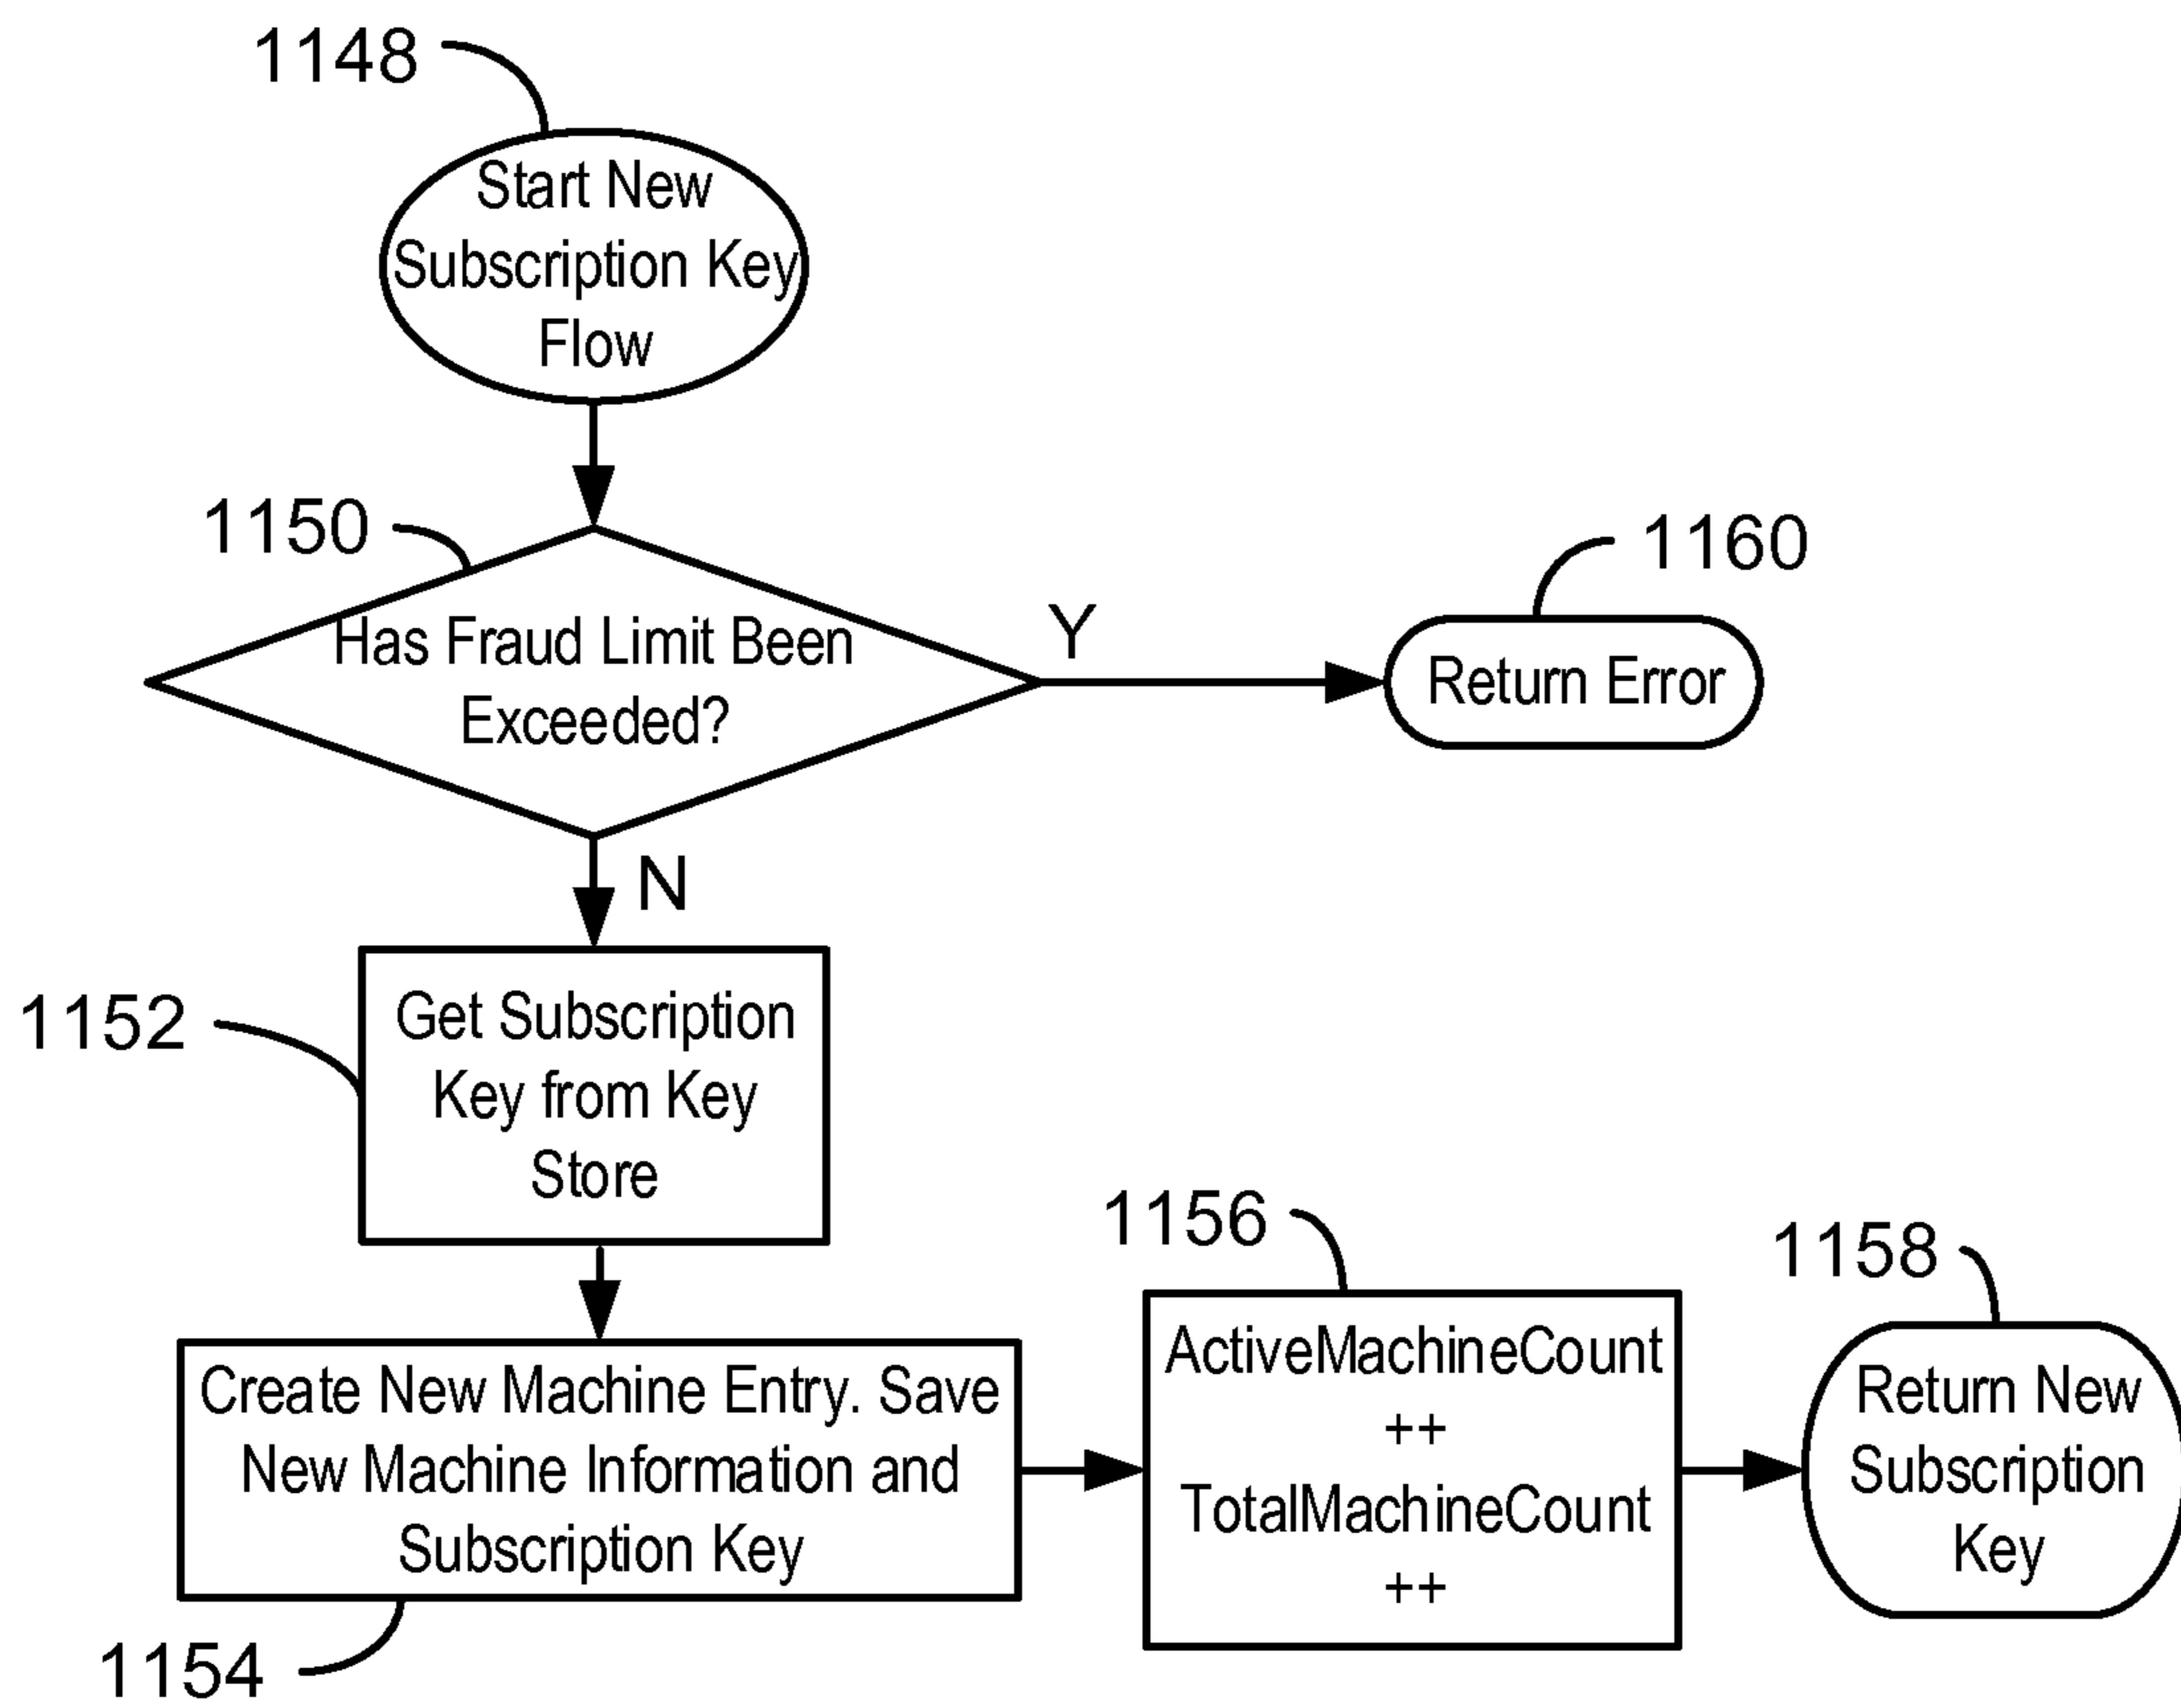 1148
Start New
Subscription Key
Flow
1150
Has Fraud Limit Been
Exceeded?
Y
1160
Return Error
N
1152
Get Subscription
Key from Key
Store
1154
Create New Machine Entry. Save
New Machine Information and
Subscription Key
1156
ActiveMachineCount
++
TotalMachineCount
++
1158
Return New
Subscription
Key